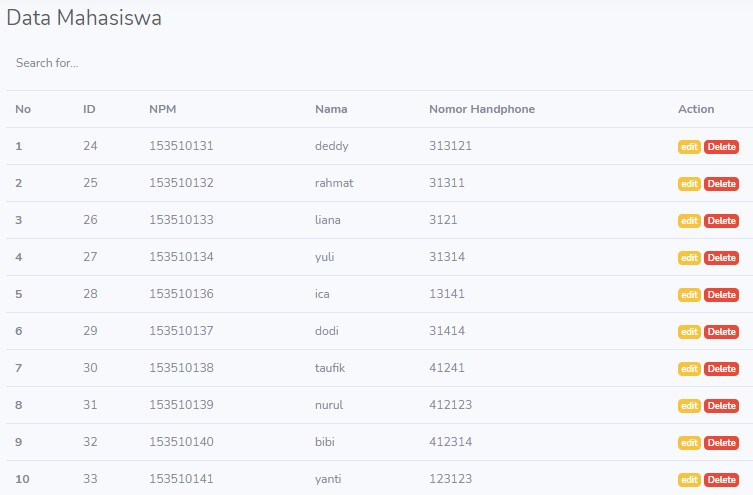 Data Mahasiswa
Search for...
No ID NPM Nama Nomor Handphone Action
1 24 153510131 deddy 313121 edit Delete
2 25 153510132 rahmat 31311 edit Delete
3 26 153510133 liana 3121 edit Delete
4 27 153510134 yuli 31314 edit Delete
5 28 153510136 ica 13141 edit Delete
6 29 153510137 dodi 31414 edit Delete
7 30 153510138 taufik 41241 edit Delete
8 31 153510139 nurul 412123 edit Delete
9 32 153510140 bibi 412314 edit Delete
10 33 153510141 yanti 123123 edit Delete